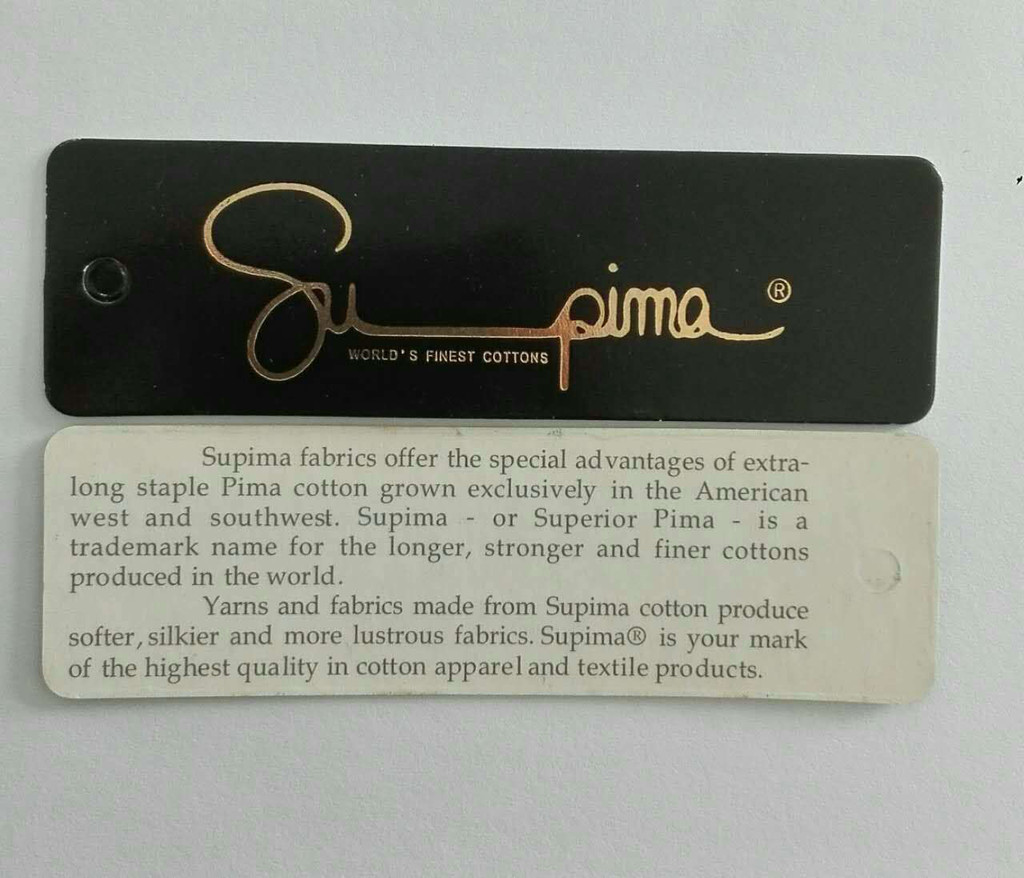 Supima®
WORLD'S FINEST COTTONS
Supima fabrics offer the special advantages of extra-
long staple Pima cotton grown exclusively in the American
west and southwest. Supima - or Superior Pima - is a
trademark name for the longer, stronger and finer cottons
produced in the world.
Yarns and fabrics made from Supima cotton produce
softer, silkier and more lustrous fabrics. Supima® is your mark
of the highest quality in cotton apparel and textile products.